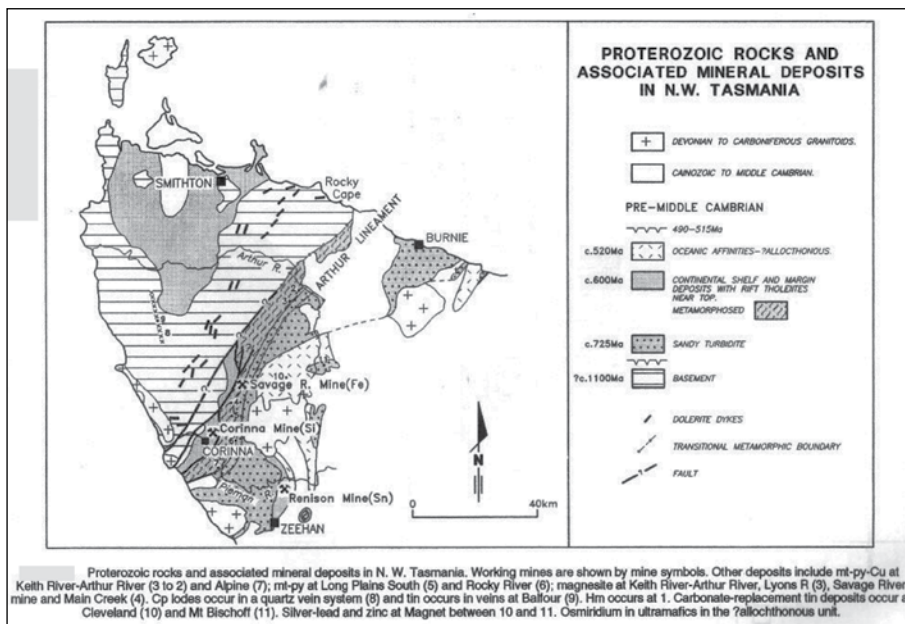 PROTEROZOIC ROCKS AND
ASSOCIATED MINERAL DEPOSITS
IN N.W. TASMANIA
DEVONIAN TO CARBONIFEROUS GRANITOIDS.
CAINOZOIC TO MIDDLE CAMBRIAN.
PRE-MIDDLE CAMBRIAN
490-515Ma
c.520Ma OCEANIC AFFINITIES-?ALLOCTHONOUS.
c.600Ma CONTINENTAL SHELF AND MARGIN
DEPOSITS WITH RIFT THOLEIITES
NEAR TOP.
METAMORPHOSED
c.725Ma SANDY TURBIDITE
?c.1100Ma BASEMENT
DOLERITE DYKES
TRANSITIONAL METAMORPHIC BOUNDARY
FAULT
SMITHTON
Rocky
Cape
ARTHUR LINEAMENT
BURNIE
Arthur R.
10
Savage R. Mine(Fe)
Corinna Mine(Si)
CORINNA
Pieman R.
Renison Mine(Sn)
ZEEHAN
N
0 40km
Proterozoic rocks and associated mineral deposits in N. W. Tasmania. Working mines are shown by mine symbols. Other deposits include mt-py-Cu at
Keith River-Arthur River (3 to 2) and Alpine (7); mt-py at Long Plains South (5) and Rocky River (6); magnesite at Keith River-Arthur River, Lyons R (3), Savage River
mine and Main Creek (4). Cp lodes occur in a quartz vein system (8) and tin occurs in veins at Balfour (9). Hm occurs at 1. Carbonate-replacement tin deposits occur a
Cleveland (10) and Mt Bischoff (11). Silver-lead and zinc at Magnet between 10 and 11. Osmiridium in ultramafics in the ?allochthonous unit.